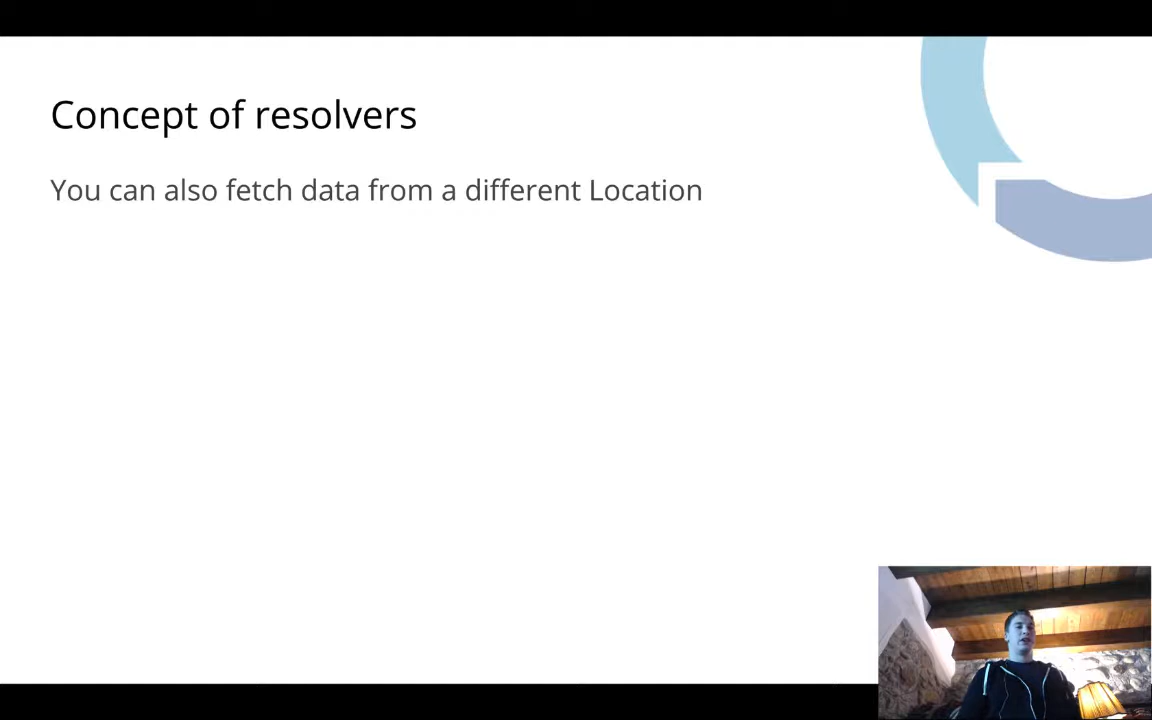 Concept of resolvers
You can also fetch data from a different Location